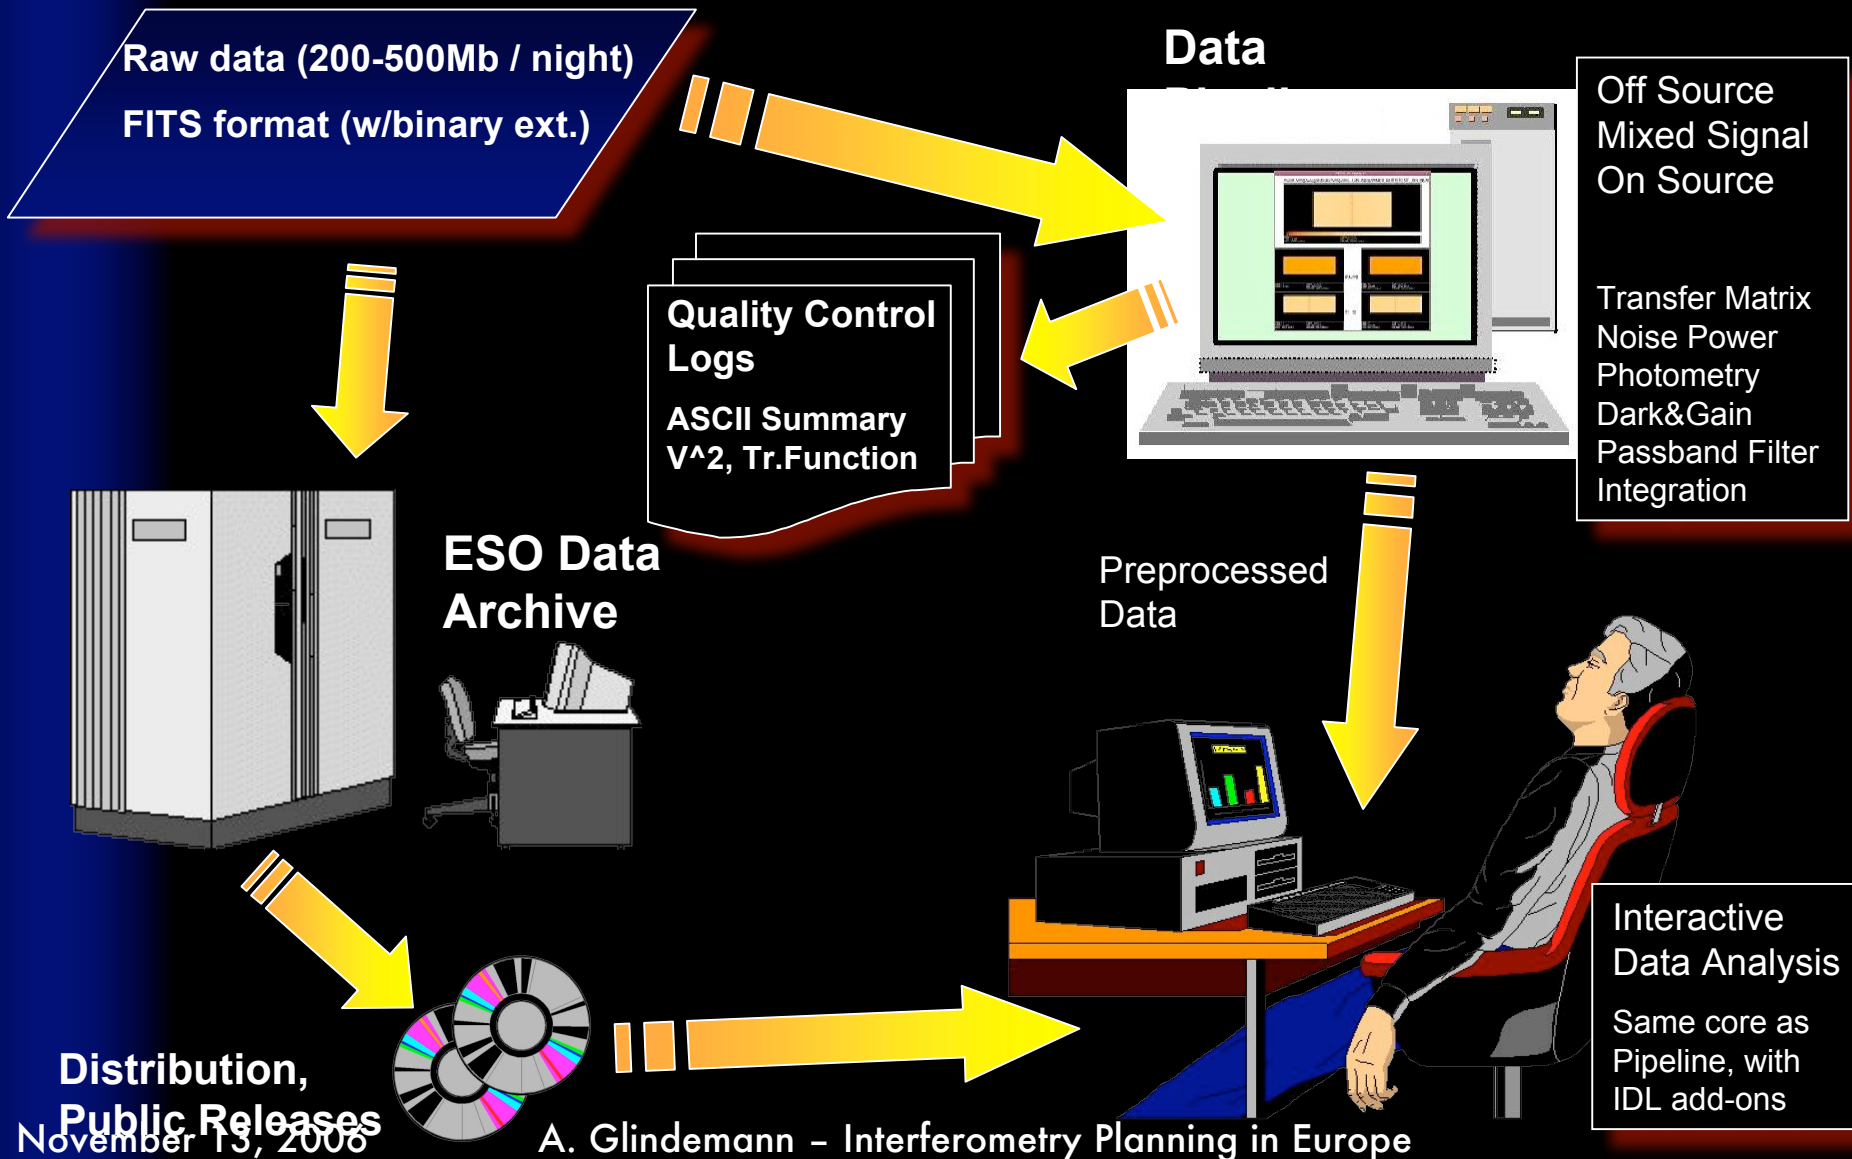 Raw data (200-500Mb / night)
FITS format (w/binary ext.)
Data
Off Source
Mixed Signal
On Source
Transfer Matrix
Noise Power
Photometry
Dark&Gain
Passband Filter
Integration
Quality Control
Logs
ASCII Summary
V^2, Tr.Function
ESO Data
Archive
Preprocessed
Data
Interactive
Data Analysis
Same core as
Pipeline, with
IDL add-ons
Distribution,
Public Releases
November 13, 2006
A. Glindemann – Interferometry Planning in Europe